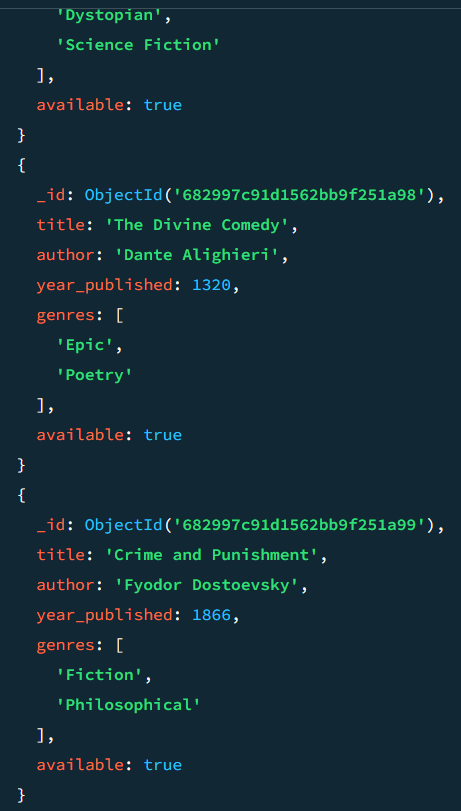 'Dystopian',
'Science Fiction'
],
available: true
}
{
_id: ObjectId('682997c91d1562bb9f251a98'),
title: 'The Divine Comedy',
author: 'Dante Alighieri',
year_published: 1320,
genres: [
'Epic',
'Poetry'
],
available: true
}
{
_id: ObjectId('682997c91d1562bb9f251a99'),
title: 'Crime and Punishment',
author: 'Fyodor Dostoevsky',
year_published: 1866,
genres: [
'Fiction',
'Philosophical'
],
available: true
}